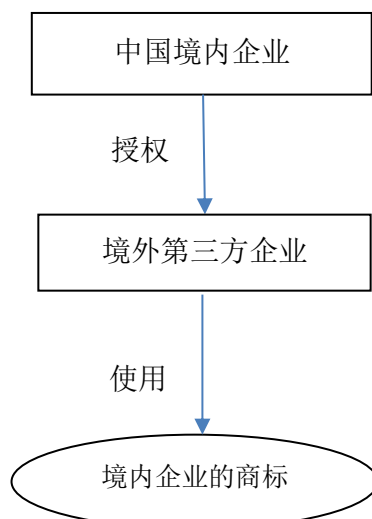 中国境内企业
授权
境外第三方企业
使用
境内企业的商标